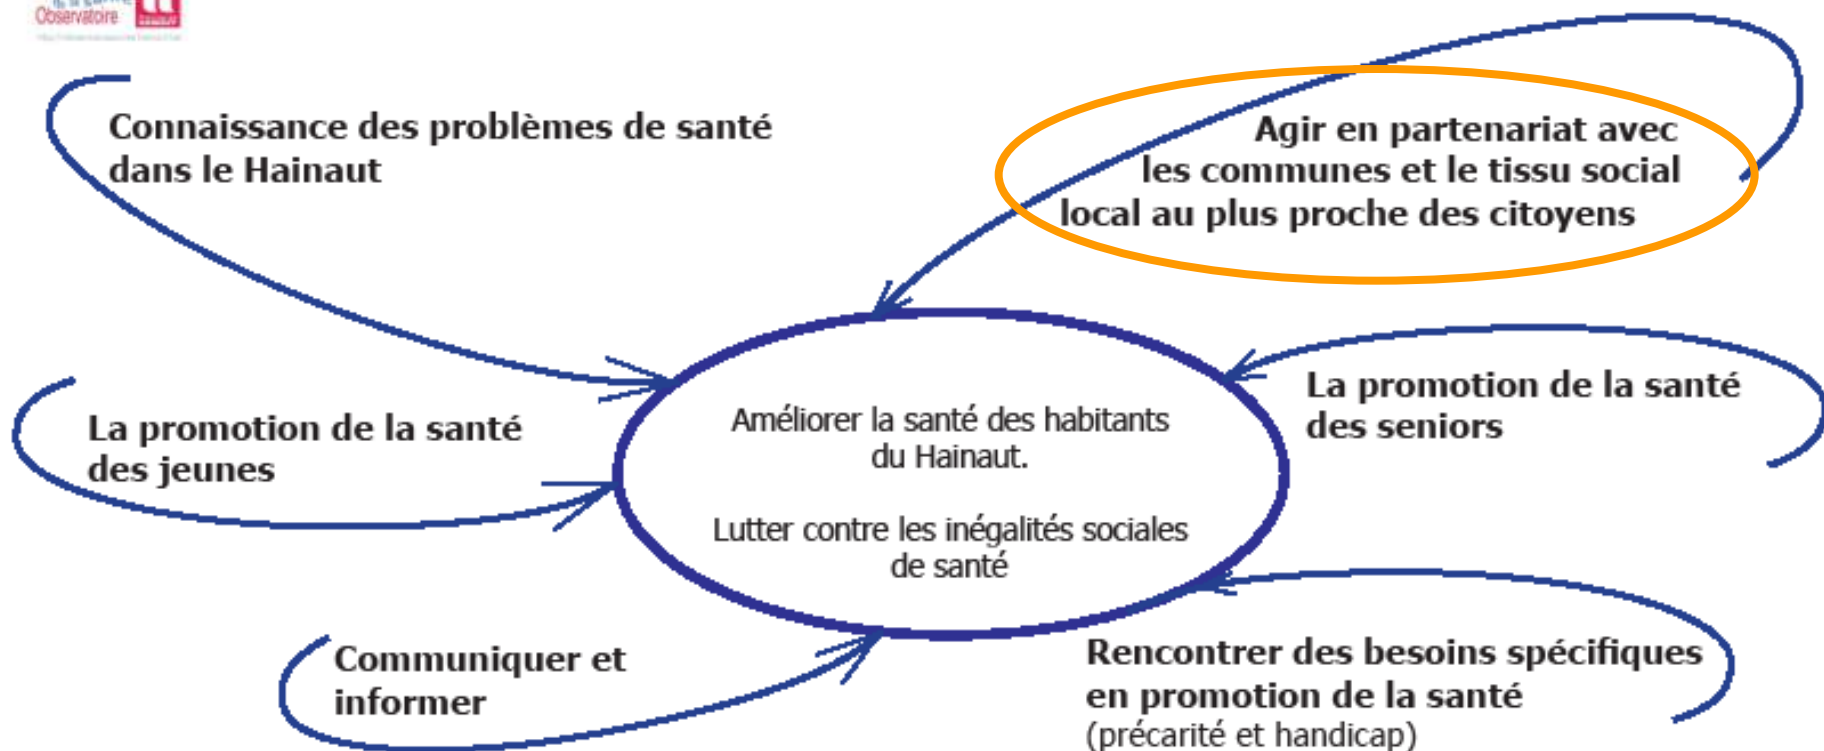 Observatoire
Connaissance des problèmes de santé
dans le Hainaut
Agir en partenariat avec
les communes et le tissu social
local au plus proche des citoyens
La promotion de la santé
des jeunes
Améliorer la santé des habitants
du Hainaut.
Lutter contre les inégalités sociales
de santé
La promotion de la santé
des seniors
Communiquer et
informer
Rencontrer des besoins spécifiques
en promotion de la santé
(précarité et handicap)